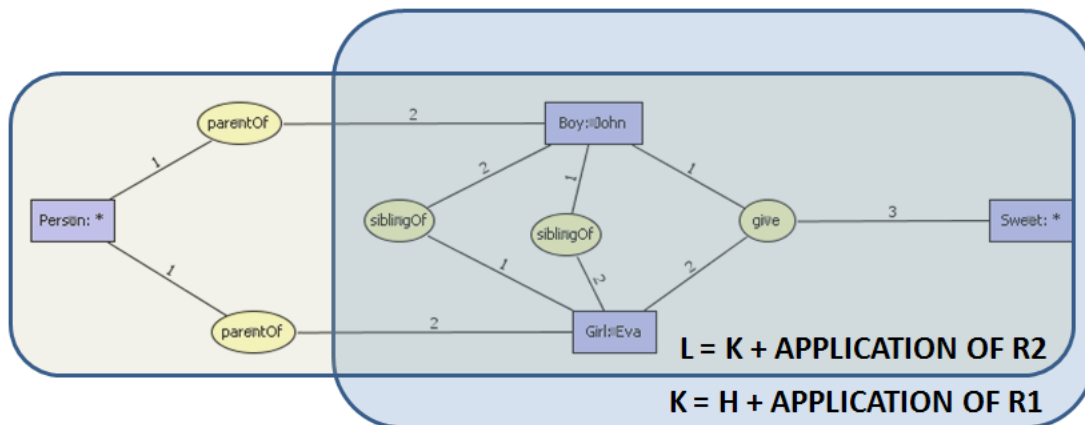 parentOf
2
Boy: John
1
2
1
1
Person: *
siblingOf
siblingOf
give
3
Sweet: *
1
1
2
2
parentOf
2
Girl: Eva
L = K + APPLICATION OF R2
K = H + APPLICATION OF R1